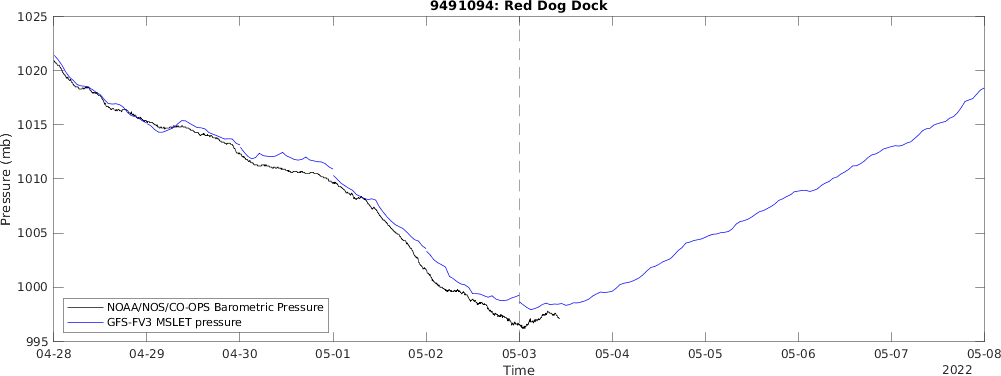 9491094: Red Dog Dock
Pressure (mb)
1025
1020
1015
1010
1005
1000
995
NOAA/NOS/CO-OPS Barometric Pressure
GFS-FV3 MSLET pressure
04-28 04-29 04-30 05-01 05-02 05-03 05-04 05-05 05-06 05-07 05-08
Time
2022